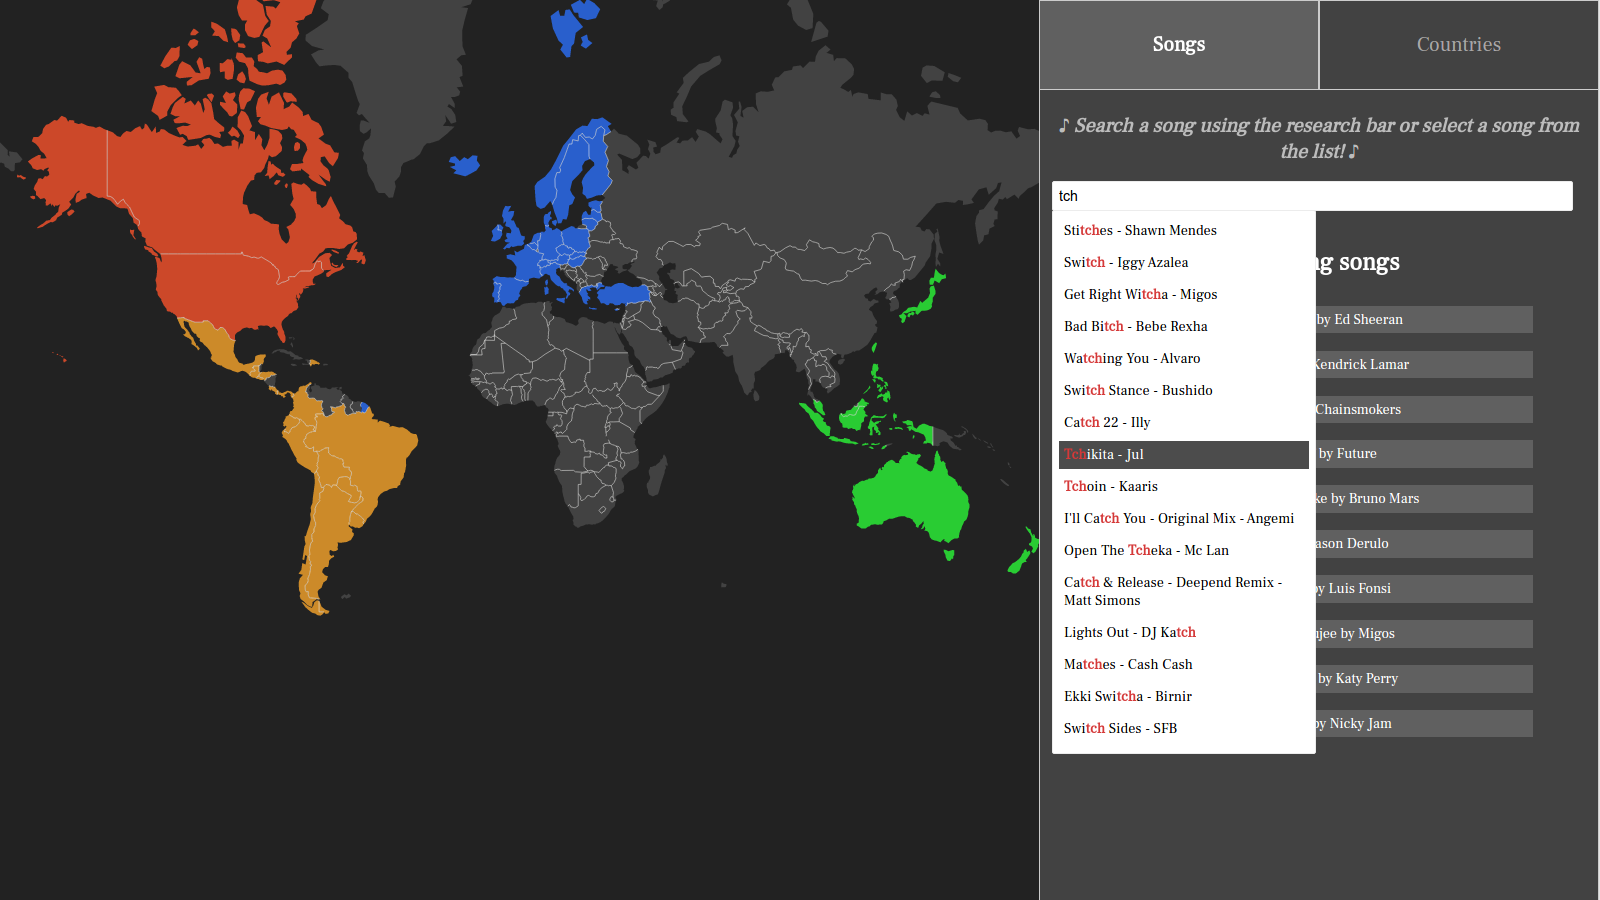 Songs
Countries
♪ Search a song using the research bar or select a song from
the list! ♪
tch
Stitches - Shawn Mendes
Switch - Iggy Azalea
Get Right Witcha - Migos
Bad Bitch - Bebe Rexha
Watching You - Alvaro
Switch Stance - Bushido
Catch 22 - Illy
Tchikita - Jul
Tchoin - Kaaris
I'll Catch You - Original Mix - Angemi
Open The Tcheka - Mc Lan
Catch & Release - Deepend Remix -
Matt Simons
Lights Out - DJ Katch
Matches - Cash Cash
Ekki Switcha - Birnir
Switch Sides - SFB
songs
by Ed Sheeran
Kendrick Lamar
Chainsmokers
by Future
by Bruno Mars
Derulo
by Luis Fonsi
by Migos
by Katy Perry
by Nicky Jam